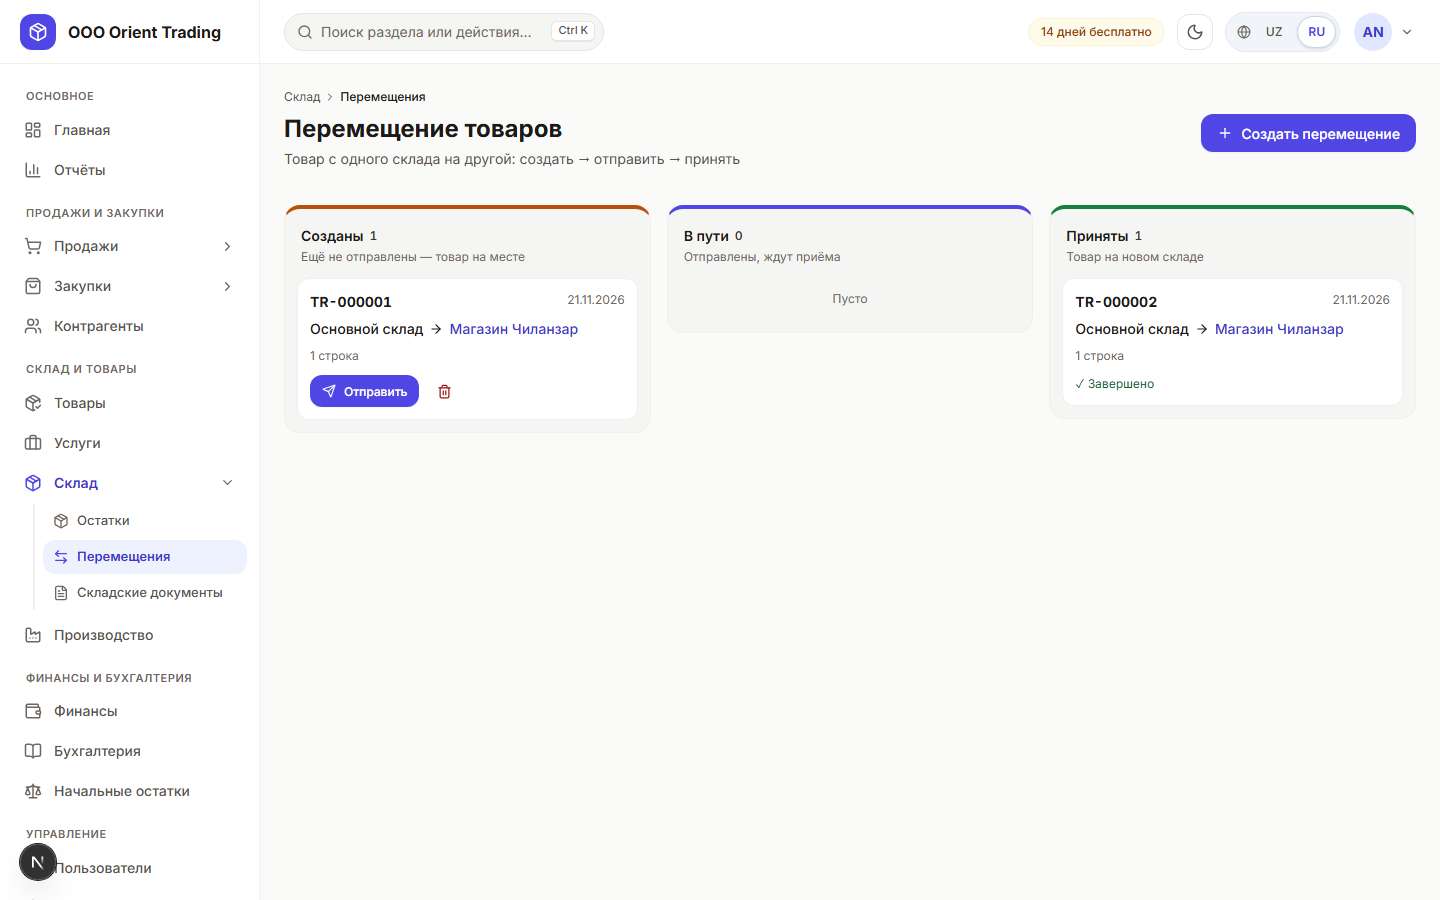 OOO Orient Trading
Поиск раздела или действия...
Ctrl K
14 дней бесплатно
UZ
RU
AN
ОСНОВНОЕ
Главная
Отчёты
ПРОДАЖИ И ЗАКУПКИ
Продажи
Закупки
Контрагенты
СКЛАД И ТОВАРЫ
Товары
Услуги
Склад
Остатки
Перемещения
Складские документы
Производство
ФИНАНСЫ И БУХГАЛТЕРИЯ
Финансы
Бухгалтерия
Начальные остатки
УПРАВЛЕНИЕ
N
Пользователи
Склад > Перемещения
Перемещение товаров
Товар с одного склада на другой: создать → отправить → принять
+ Создать перемещение
Созданы 1
Ещё не отправлены — товар на месте
TR-000001
21.11.2026
Основной склад → Магазин Чиланзар
1 строка
Отправить
В пути 0
Отправлены, ждут приёма
Пусто
Приняты 1
Товар на новом складе
TR-000002
21.11.2026
Основной склад → Магазин Чиланзар
1 строка
✓ Завершено